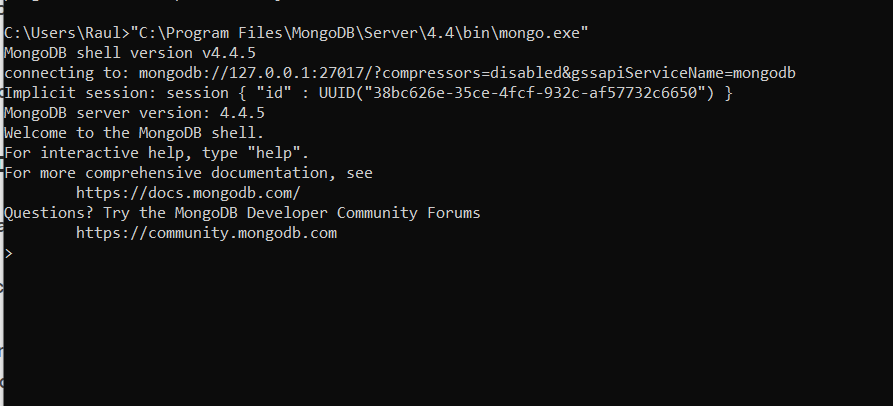 C:\Users\Raul>"C:\Program Files\MongoDB\Server\4.4\bin\mongo.exe"
MongoDB shell version v4.4.5
connecting to: mongodb://127.0.0.1:27017/?compressors=disabled&gssapiServiceName=mongodb
Implicit session: session { "id" : UUID("38bc626e-35ce-4fcf-932c-af57732c6650") }
MongoDB server version: 4.4.5
Welcome to the MongoDB shell.
For interactive help, type "help".
For more comprehensive documentation, see
        https://docs.mongodb.com/
Questions? Try the MongoDB Developer Community Forums
        https://community.mongodb.com
>